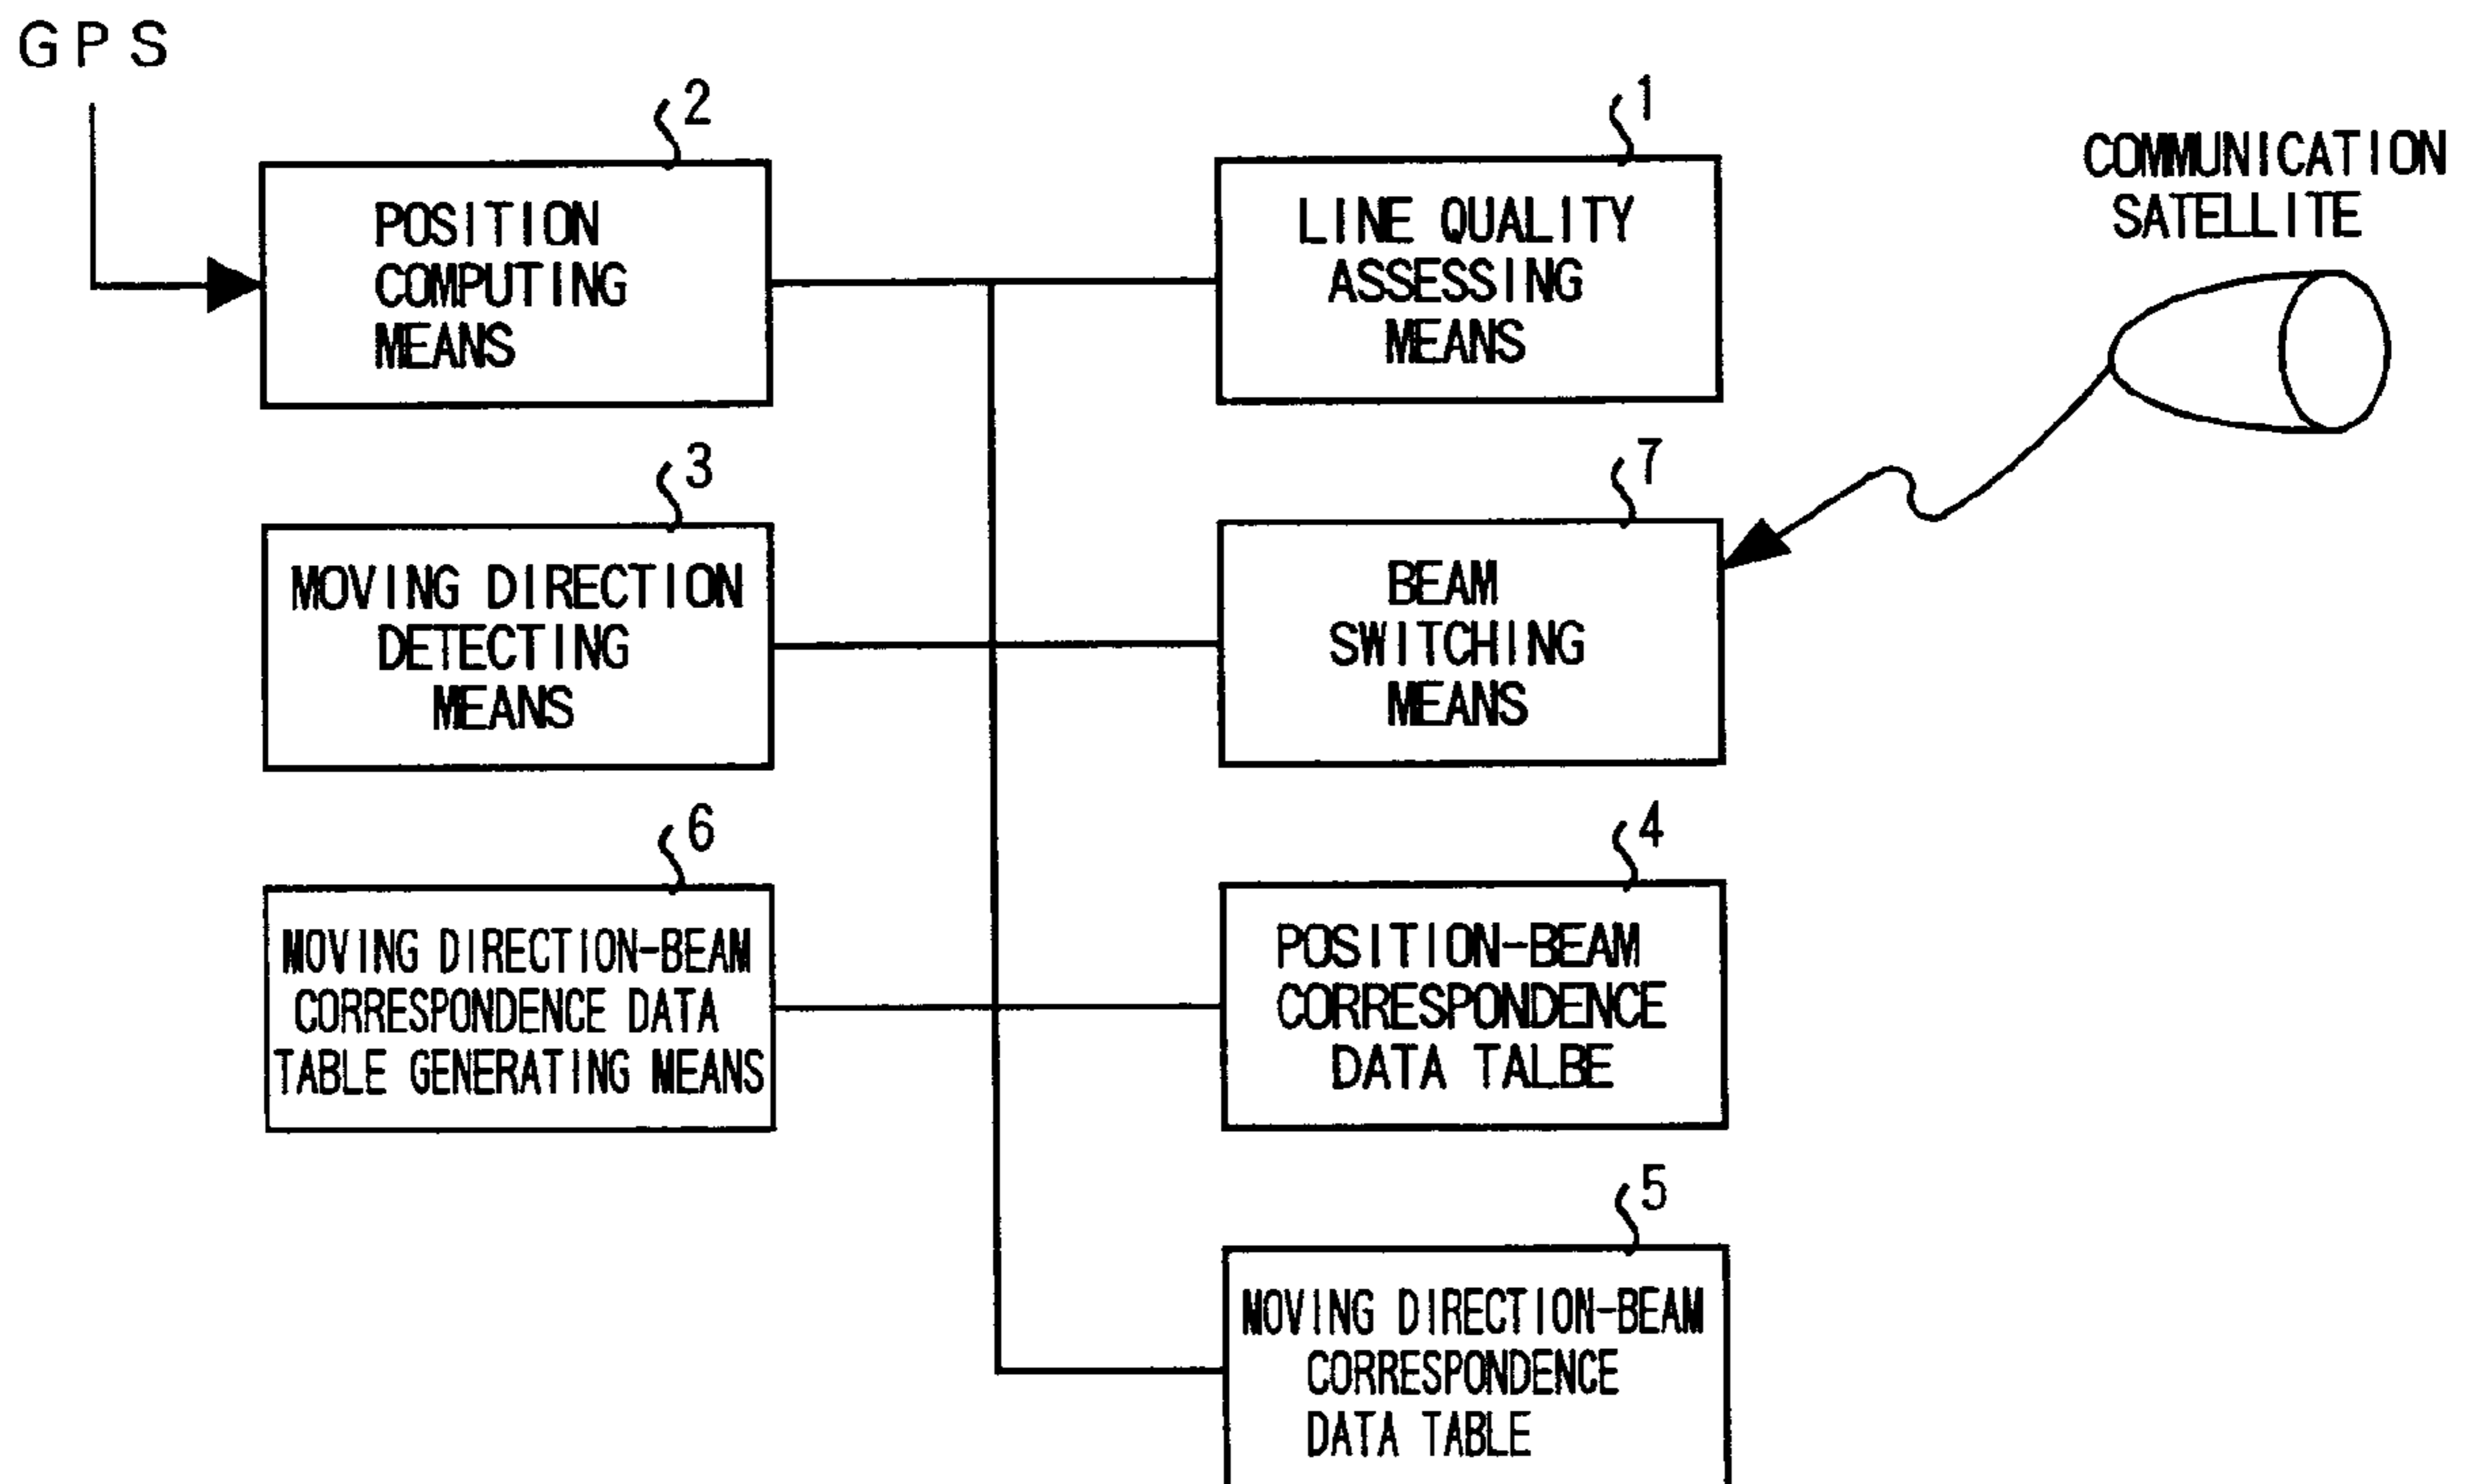 GPS
2
POSITION
COMPUTING
MEANS
1
LINE QUALITY
ASSESSING
MEANS
COMMUNICATION
SATELLITE
3
MOVING DIRECTION
DETECTING
MEANS
7
BEAM
SWITCHING
MEANS
6
MOVING DIRECTION-BEAM
CORRESPONDENCE DATA
TABLE GENERATING MEANS
4
POSITION-BEAM
CORRESPONDENCE
DATA TALBE
5
MOVING DIRECTION-BEAM
CORRESPONDENCE
DATA TABLE